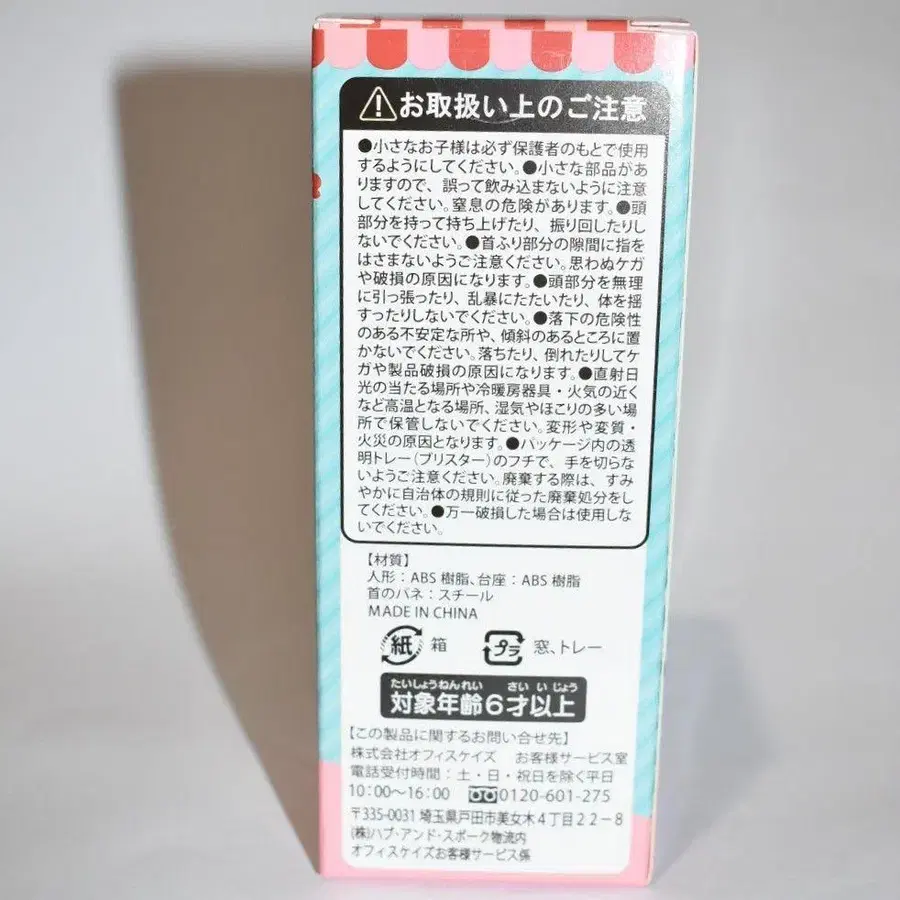 お取扱い上のご注意
●小さなお子様は必ず保護者のもとで使用
するようにしてください。●小さな部品があ
りますので、誤って飲み込まないように注意
してください。窒息の危険があります。●頭
部分を持って持ち上げたり、振り回したりし
ないでください。●首ふり部分の隙間に指を
はさまないようご注意ください。思わぬケガ
や破損の原因になります。●頭部分を無理
に引っ張ったり、乱暴にたたいたり、体を揺
すったりしないでください。●落下の危険性
のある不安定な所や、傾斜のあるところに置
かないでください。落ちたり、倒れたりしてケ
ガや製品破損の原因になります。●直射日
光の当たる場所や冷暖房器具・火気の近く
など高温となる場所、湿気やほこりの多い場
所で保管しないでください。変形や変質・
火災の原因となります。●パッケージ内の透
明トレー(ブリスター)のフチで、手を切らな
いようご注意ください。廃棄する際は、すみ
やかに自治体の規則に従った廃棄処分をし
てください。●万一破損した場合は使用しな
いでください。
【材質】
人形：ABS 樹脂、台座：ABS 樹脂
首のバネ：スチール
MADE IN CHINA
紙 箱 プラ 窓、トレー
たいしょうねんれい さい いじょう
対象年齢6才以上
【この製品に関するお問い合せ先】
株式会社オフィスケイズ お客様サービス室
電話受付時間：土・日・祝日を除く平日
10:00〜16:00 0120-601-275
〒335-0031 埼玉県戸田市美女木4丁目22-8
(株)ハブ・アンド・スポーク物流内
オフィスケイズお客様サービス係